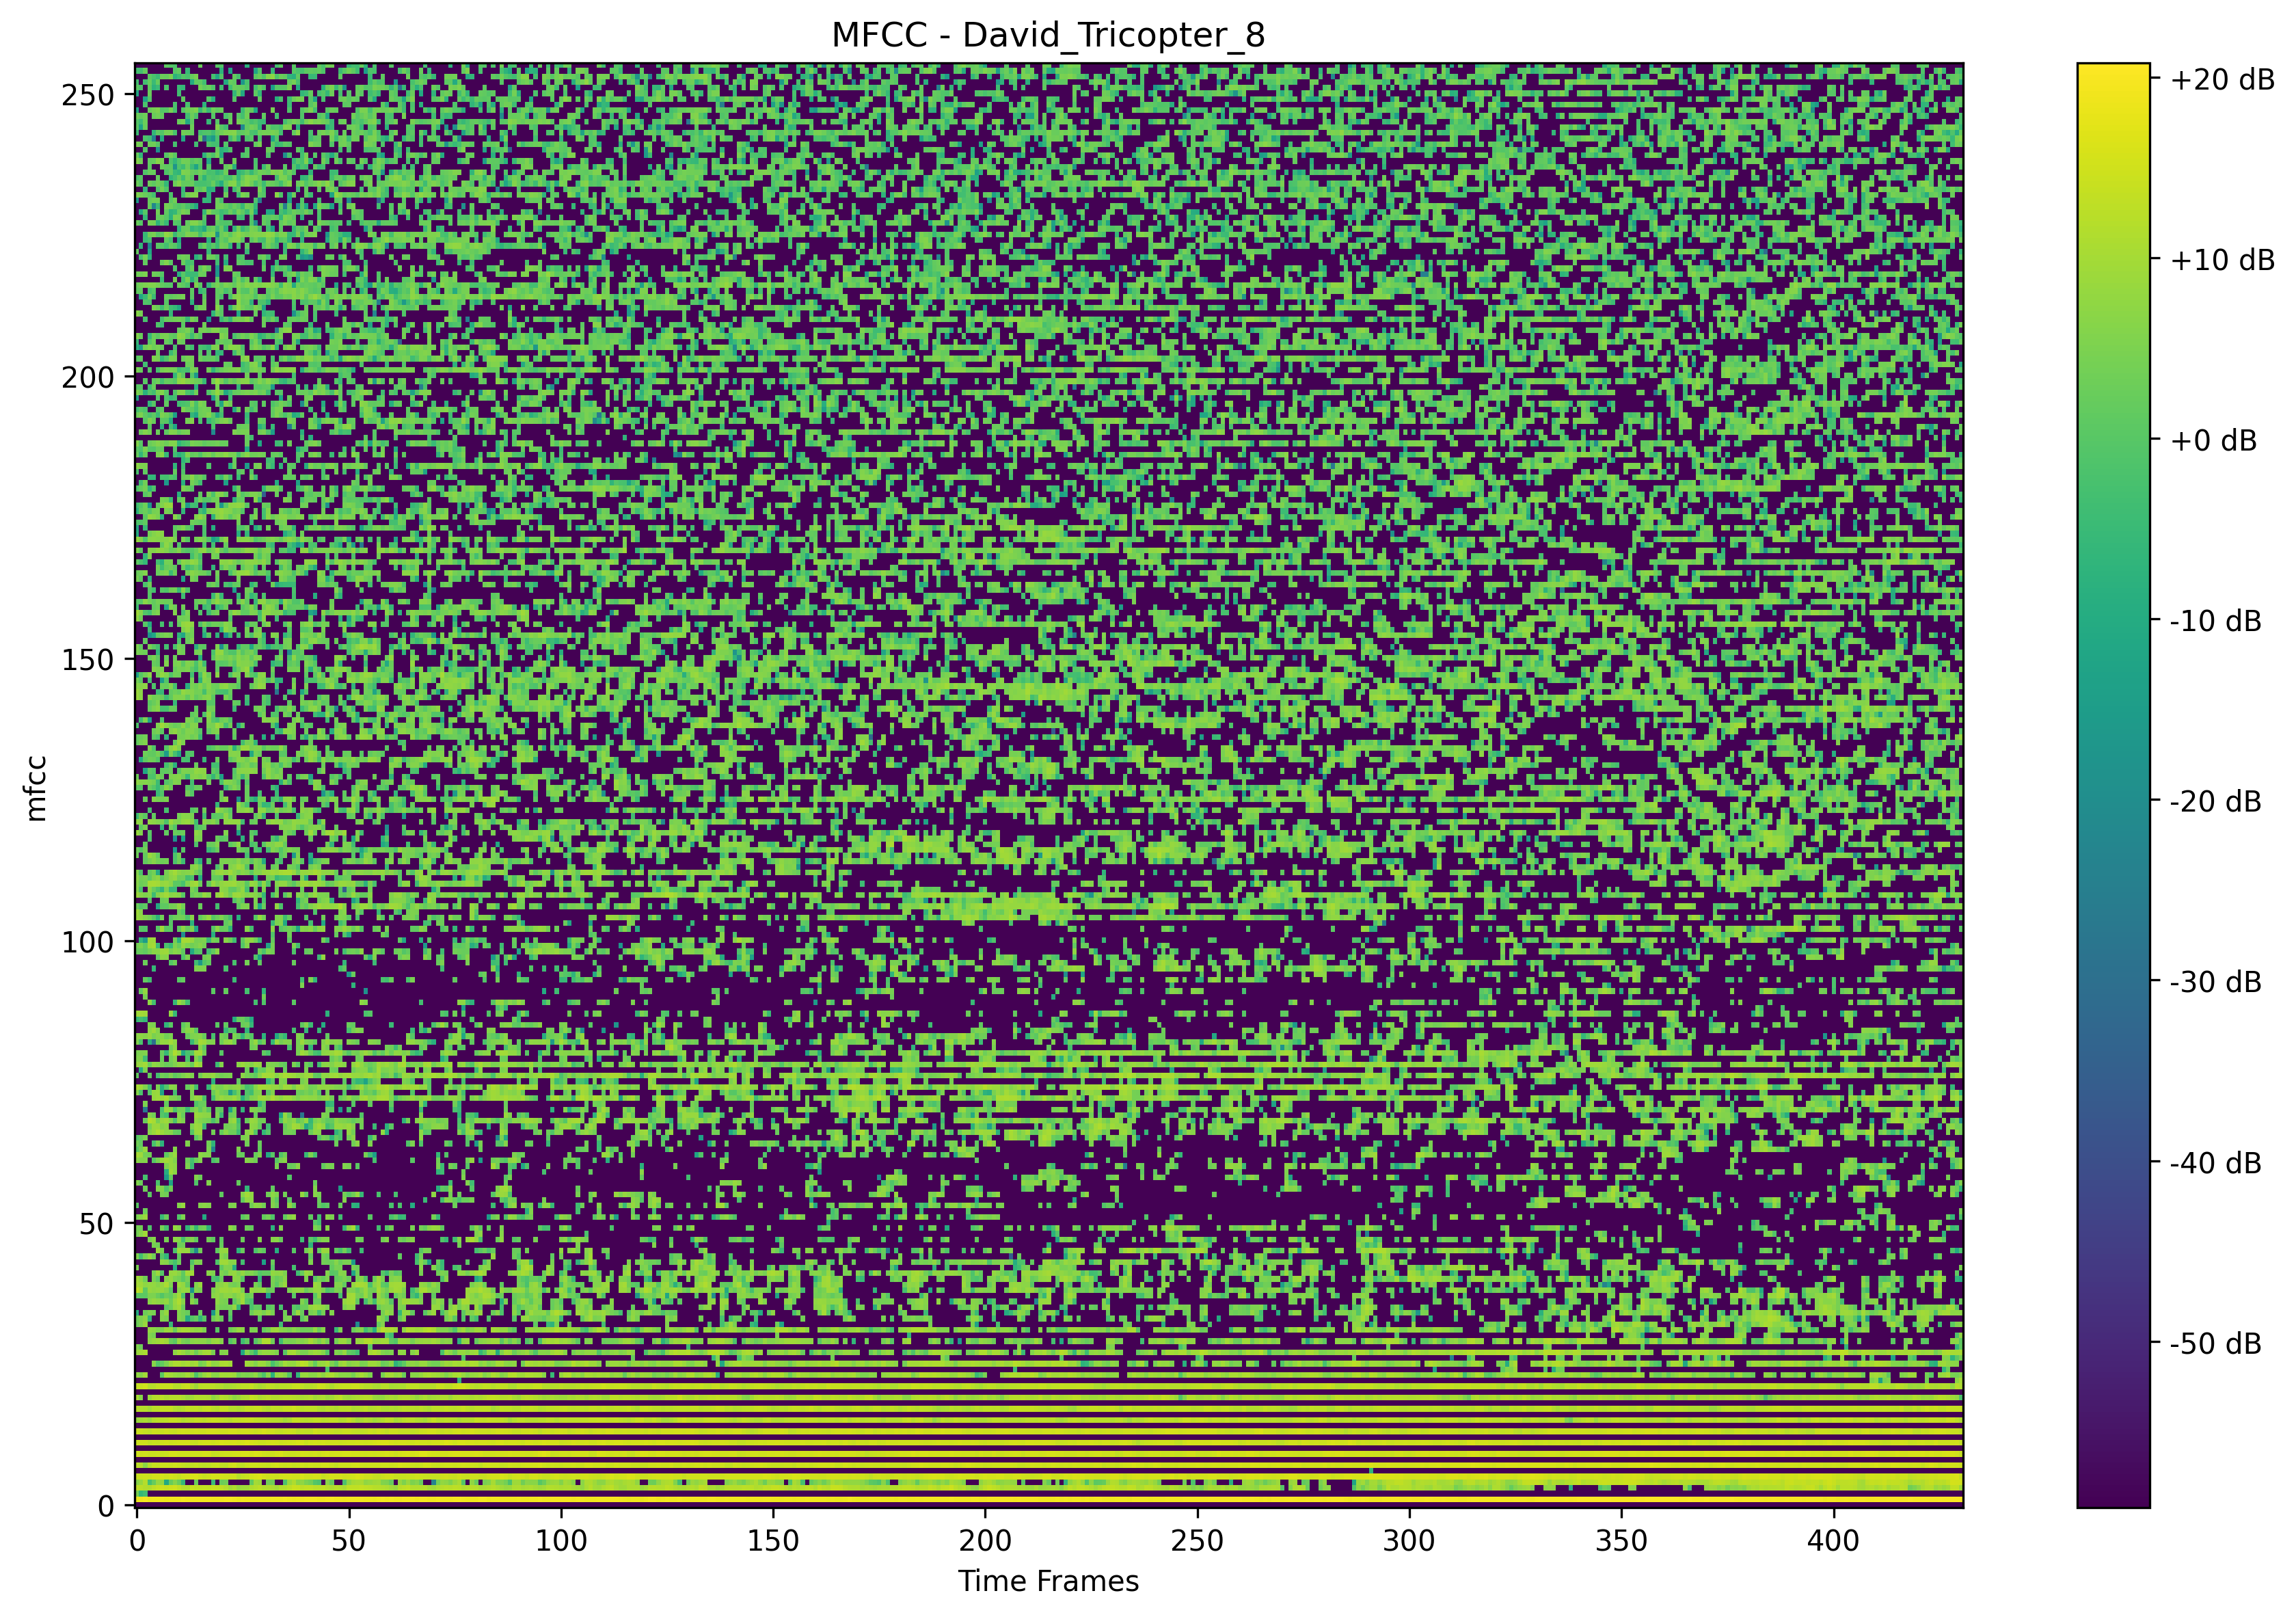 MFCC - David_Tricopter_8
mfcc
250
200
150
100
50
0
0 50 100 150 200 250 300 350 400
Time Frames
+20 dB
+10 dB
+0 dB
-10 dB
-20 dB
-30 dB
-40 dB
-50 dB